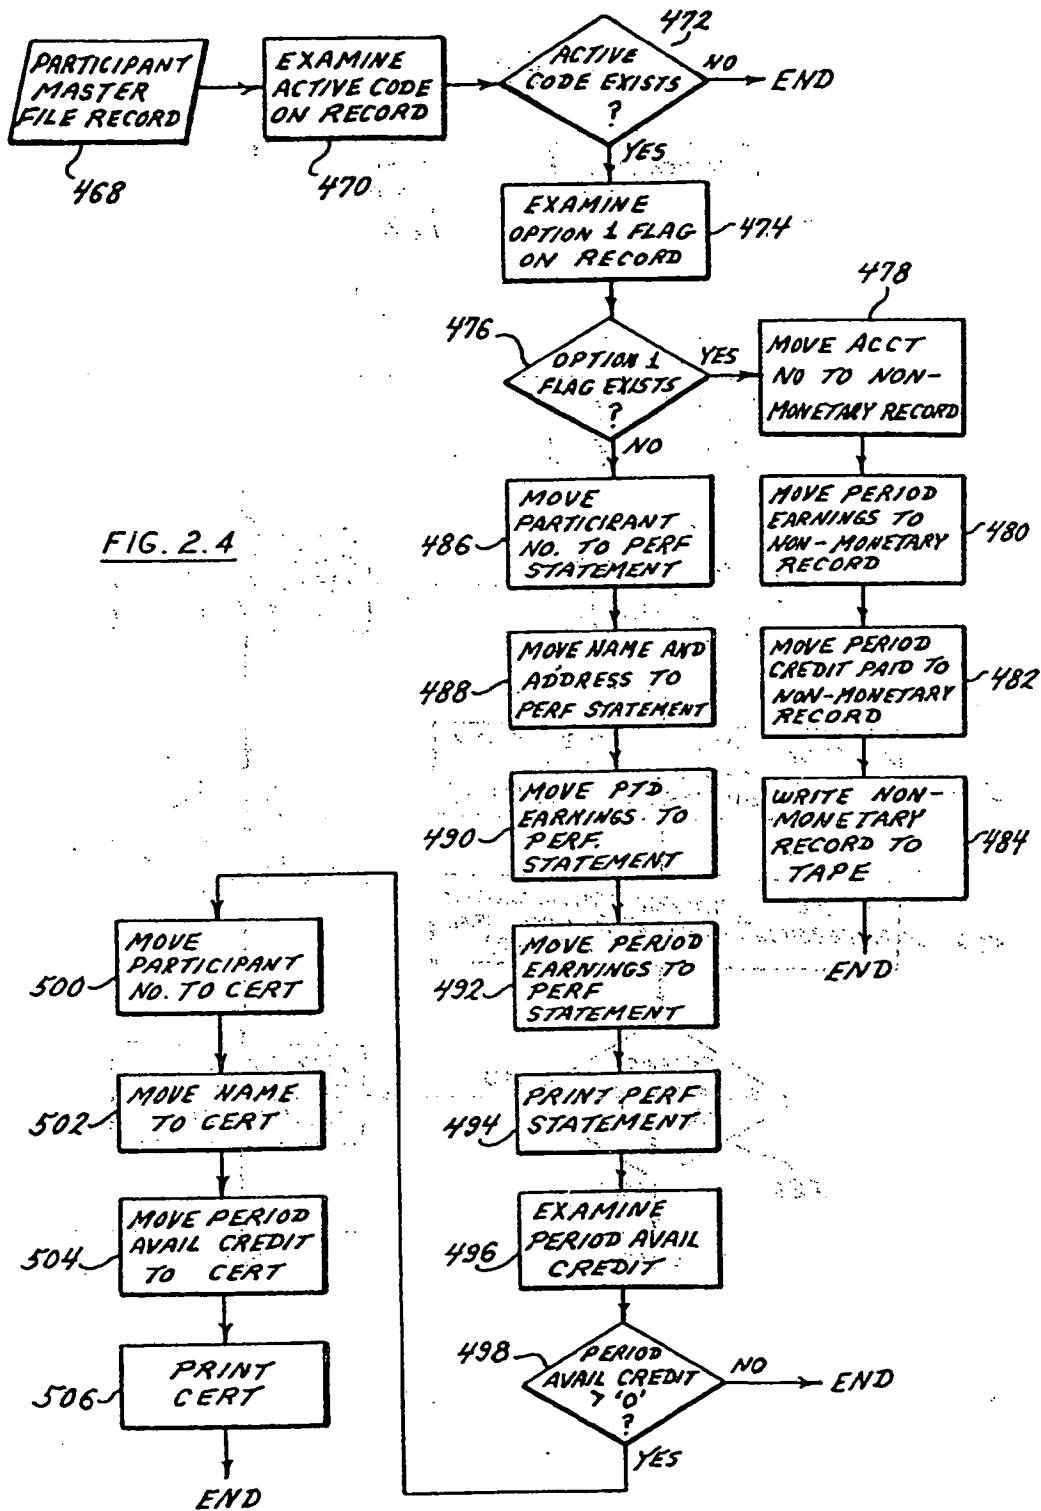 472
PARTICIPANT
MASTER
FILE RECORD
468
EXAMINE
ACTIVE CODE
ON RECORD
470
ACTIVE
CODE EXISTS
?
NO
END
YES
EXAMINE
OPTION 1 FLAG
ON RECORD
474
476
OPTION 1
FLAG EXISTS
?
YES
NO
478
MOVE ACCT
NO TO NON-
MONETARY RECORD
MOVE PERIOD
EARNINGS TO
NON-MONETARY
RECORD
480
MOVE PERIOD
CREDIT PAID TO
NON-MONETARY
RECORD
482
WRITE NON-
MONETARY
RECORD TO
TAPE
484
END
FIG. 2.4
MOVE
PARTICIPANT
NO. TO PERF
STATEMENT
486
MOVE NAME AND
ADDRESS TO
PERF STATEMENT
488
MOVE PTD
EARNINGS TO
PERF.
STATEMENT
490
MOVE PERIOD
EARNINGS TO
PERF
STATEMENT
492
PRINT PERF
STATEMENT
494
EXAMINE
PERIOD AVAIL
CREDIT
496
498
PERIOD
AVAIL CREDIT
> '0'
?
NO
END
YES
MOVE
PARTICIPANT
NO. TO CERT
500
MOVE NAME
TO CERT
502
MOVE PERIOD
AVAIL CREDIT
TO CERT
504
PRINT
CERT
506
END